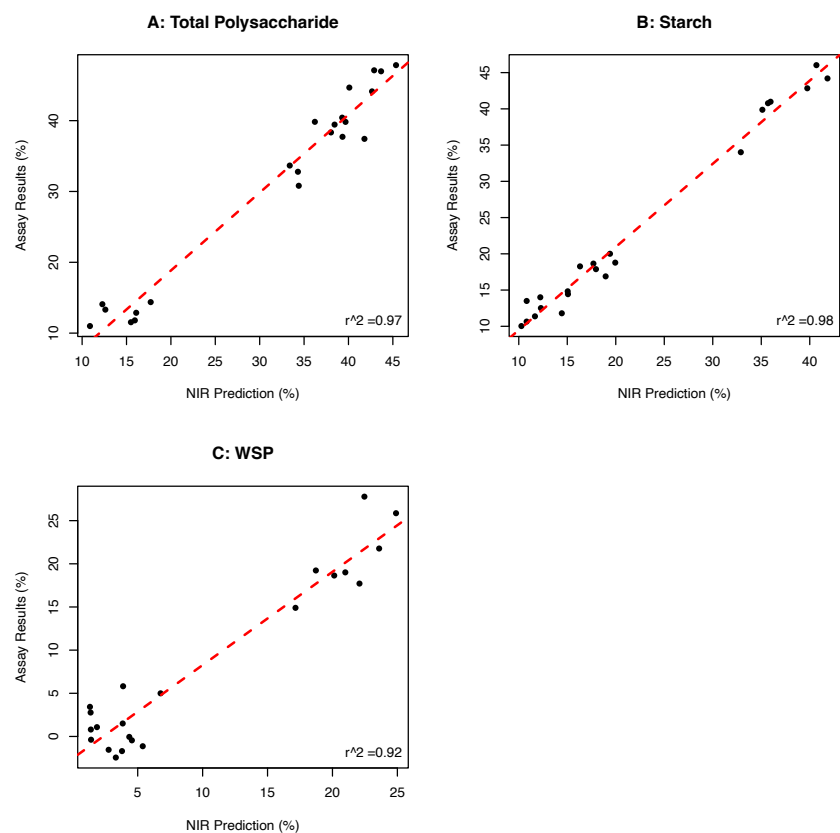 A: Total Polysaccharide
Assay Results (%)
10 20 30 40
r^2 =0.97
10 15 20 25 30 35 40 45
NIR Prediction (%)
B: Starch
Assay Results (%)
10 15 20 25 30 35 40 45
r^2 =0.98
10 15 20 25 30 35 40
NIR Prediction (%)
C: WSP
Assay Results (%)
0 5 10 15 20 25
r^2 =0.92
5 10 15 20 25
NIR Prediction (%)